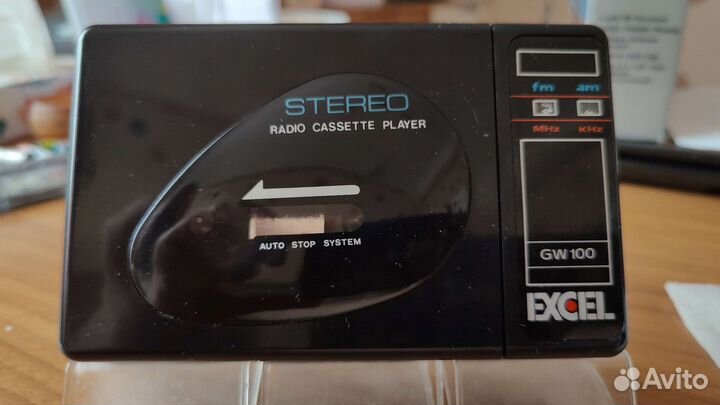 STEREO
RADIO CASSETTE PLAYER
AUTO STOP SYSTEM
fm am
MHz kHz
GW100
EXCEL
Avito